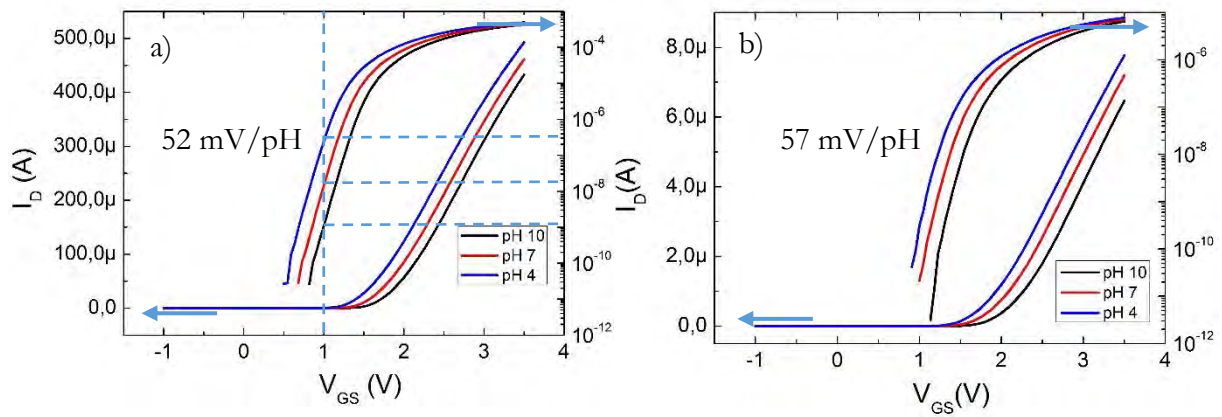 a)
52 mV/pH
500,0µ
400,0µ
300,0µ
200,0µ
100,0µ
0,0
I_D (A)
-1 0 1 2 3 4
V_GS (V)
10⁻⁴
10⁻⁶
10⁻⁸
10⁻¹⁰
10⁻¹²
pH 10
pH 7
pH 4
b)
57 mV/pH
8,0µ
6,0µ
4,0µ
2,0µ
0,0
I_D(A)
-1 0 1 2 3 4
V_GS(V)
10⁻⁶
10⁻⁸
10⁻¹⁰
10⁻¹²
pH 10
pH 7
pH 4